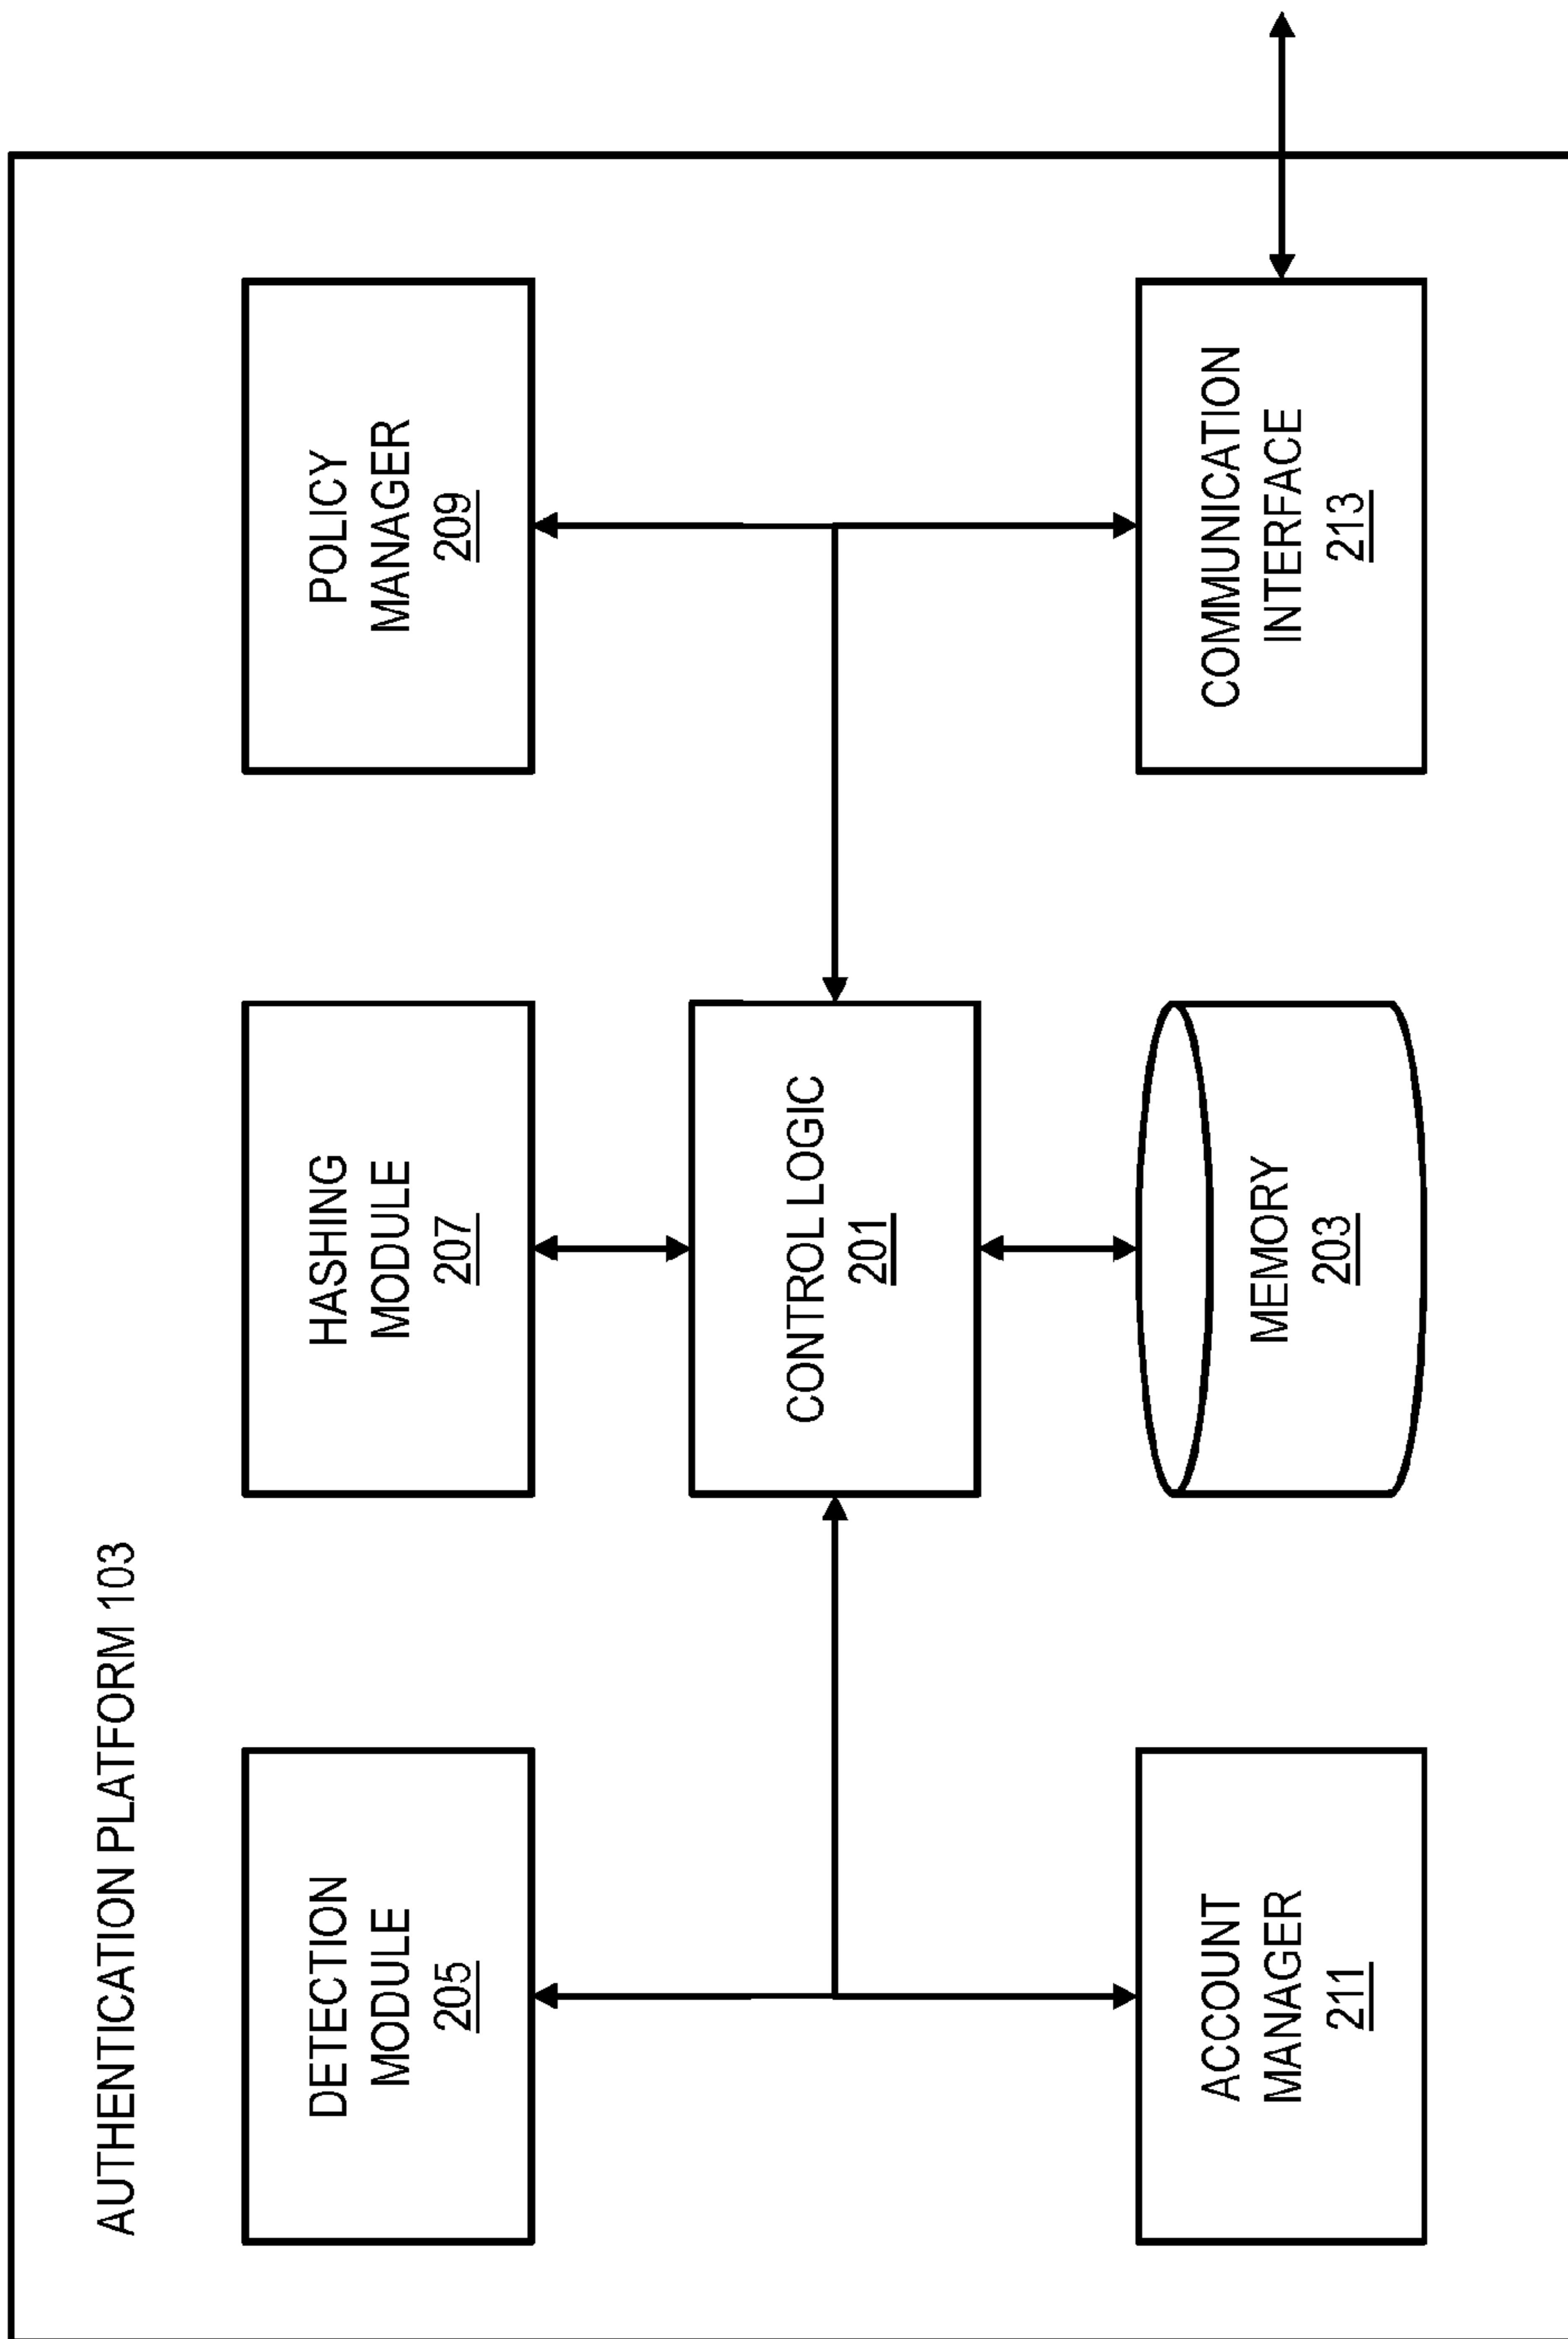 AUTHENTICATION PLATFORM 103
DETECTION
MODULE
205
HASHING
MODULE
207
POLICY
MANAGER
209
CONTROL LOGIC
201
ACCOUNT
MANAGER
211
MEMORY
203
COMMUNICATION
INTERFACE
213